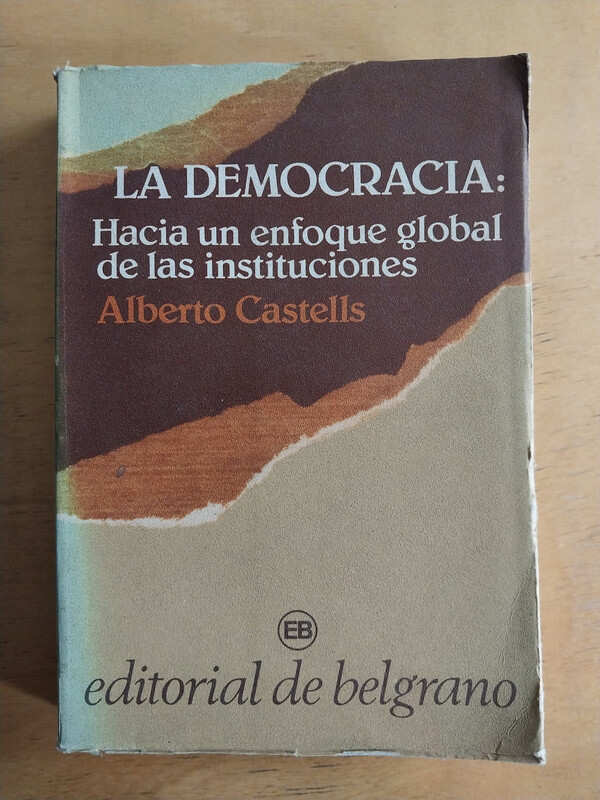 LA DEMOCRACIA:
Hacia un enfoque global
de las instituciones
Alberto Castells
EB
editorial de belgrano